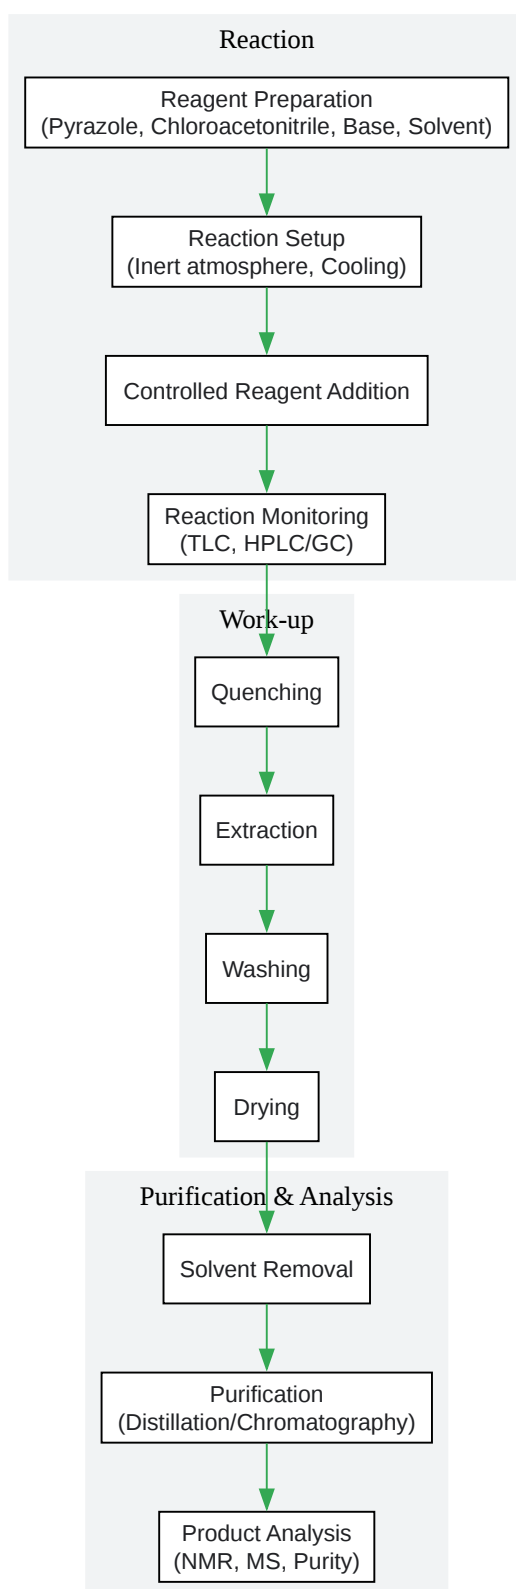 Reaction
Reagent Preparation
(Pyrazole, Chloroacetonitrile, Base, Solvent)
Reaction Setup
(Inert atmosphere, Cooling)
Controlled Reagent Addition
Reaction Monitoring
(TLC, HPLC/GC)
Work-up
Quenching
Extraction
Washing
Drying
Purification & Analysis
Solvent Removal
Purification
(Distillation/Chromatography)
Product Analysis
(NMR, MS, Purity)